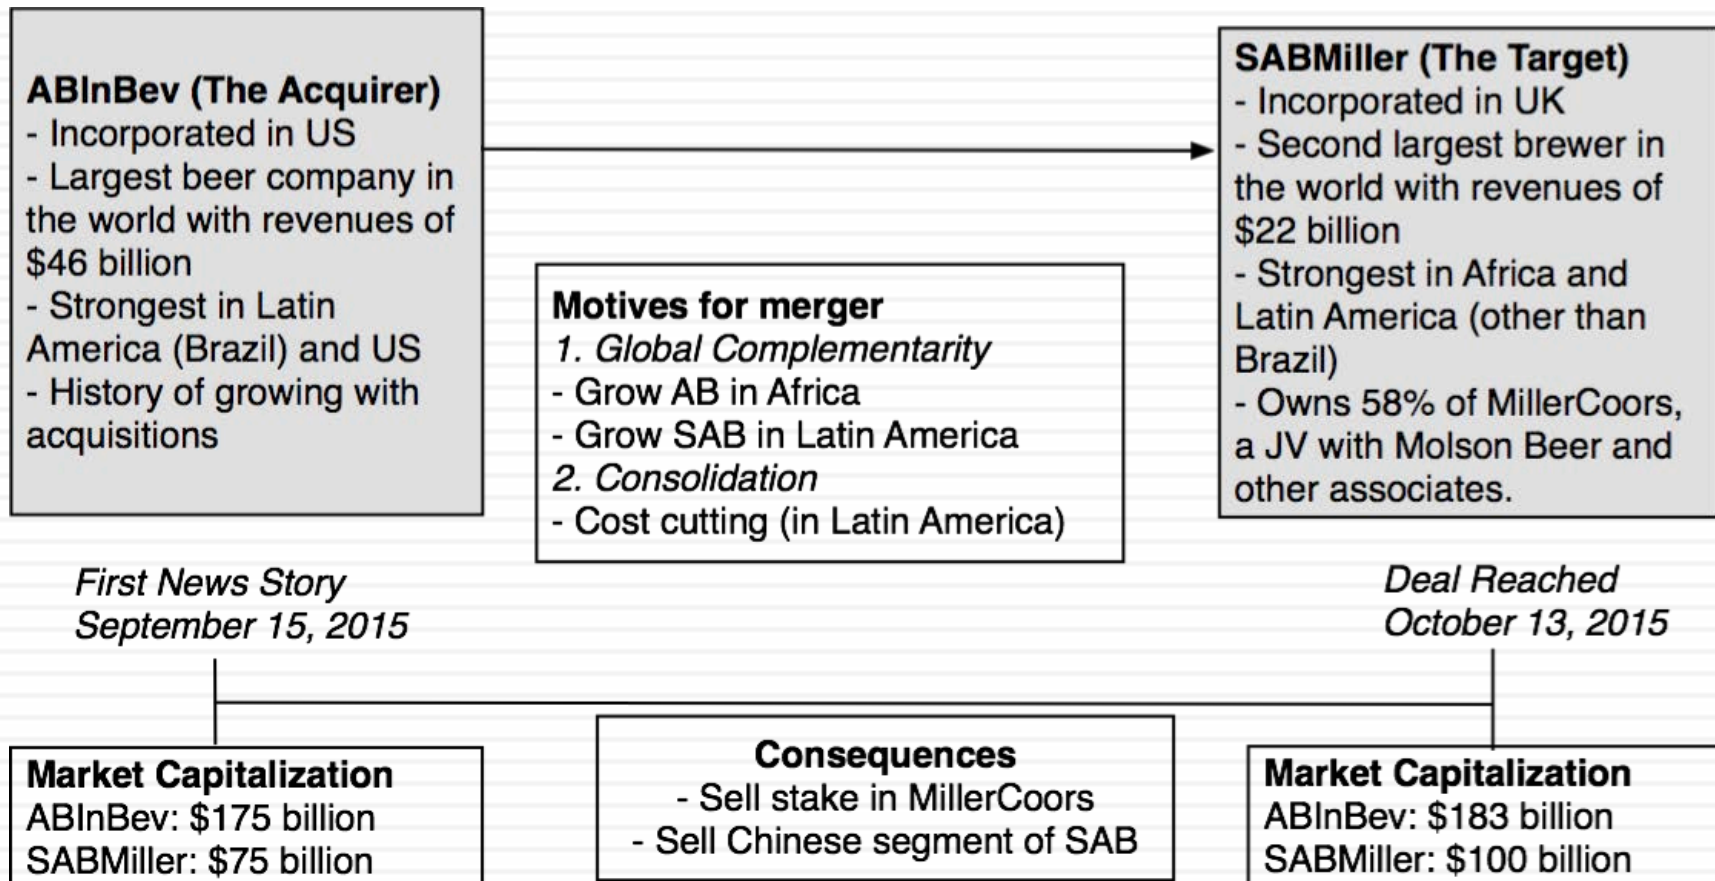 ABInBev (The Acquirer)
- Incorporated in US
- Largest beer company in
the world with revenues of
$46 billion
- Strongest in Latin
America (Brazil) and US
- History of growing with
acquisitions
SABMiller (The Target)
- Incorporated in UK
- Second largest brewer in
the world with revenues of
$22 billion
- Strongest in Africa and
Latin America (other than
Brazil)
- Owns 58% of MillerCoors,
a JV with Molson Beer and
other associates.
Motives for merger
1. Global Complementarity
- Grow AB in Africa
- Grow SAB in Latin America
2. Consolidation
- Cost cutting (in Latin America)
First News Story
September 15, 2015
Deal Reached
October 13, 2015
Market Capitalization
ABInBev: $175 billion
SABMiller: $75 billion
Consequences
- Sell stake in MillerCoors
- Sell Chinese segment of SAB
Market Capitalization
ABInBev: $183 billion
SABMiller: $100 billion